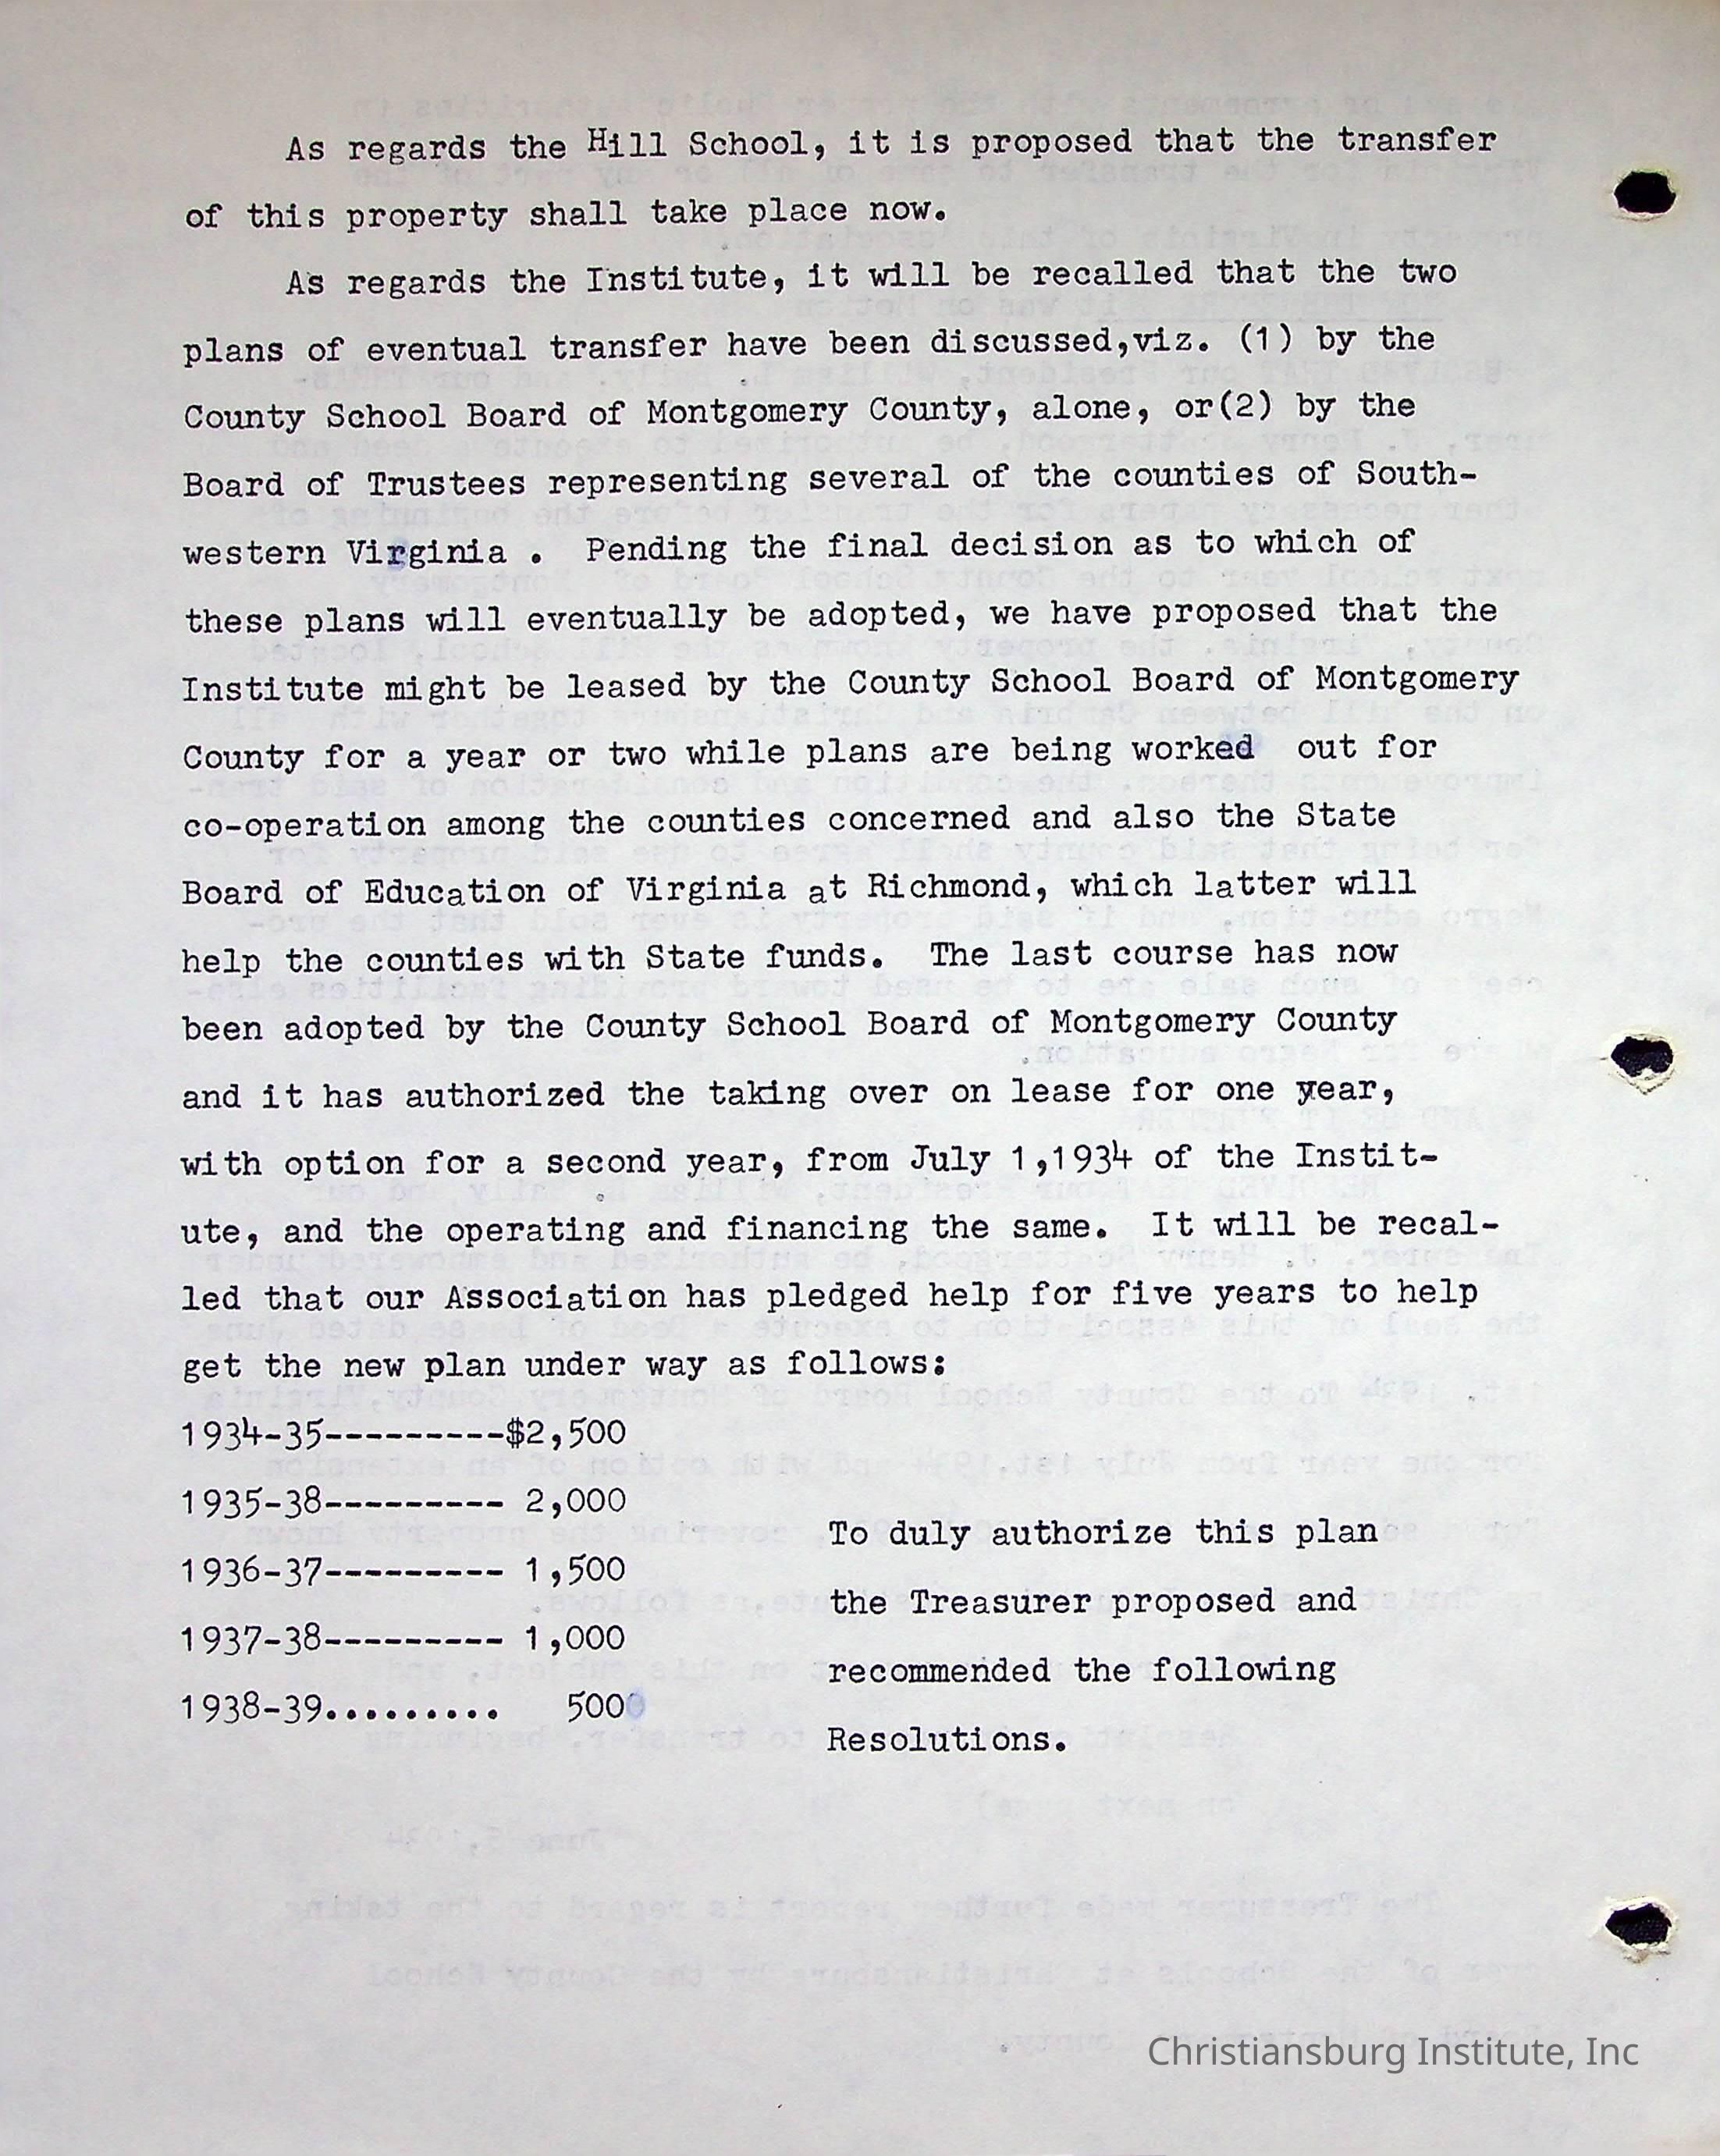 As regards the Hill School, it is proposed that the transfer
of this property shall take place now.
As regards the Institute, it will be recalled that the two
plans of eventual transfer have been discussed,viz. (1) by the
County School Board of Montgomery County, alone, or(2) by the
Board of Trustees representing several of the counties of South-
western Virginia . Pending the final decision as to which of
these plans will eventually be adopted, we have proposed that the
Institute might be leased by the County School Board of Montgomery
County for a year or two while plans are being worked out for
co-operation among the counties concerned and also the State
Board of Education of Virginia at Richmond, which latter will
help the counties with State funds. The last course has now
been adopted by the County School Board of Montgomery County
and it has authorized the taking over on lease for one year,
with option for a second year, from July 1,1934 of the Instit-
ute, and the operating and financing the same. It will be recal-
led that our Association has pledged help for five years to help
get the new plan under way as follows:
1934-35---------$2,500
1935-38--------- 2,000
1936-37--------- 1,500
1937-38--------- 1,000
1938-39......... 500
To duly authorize this plan
the Treasurer proposed and
recommended the following
Resolutions.
Christiansburg Institute, Inc